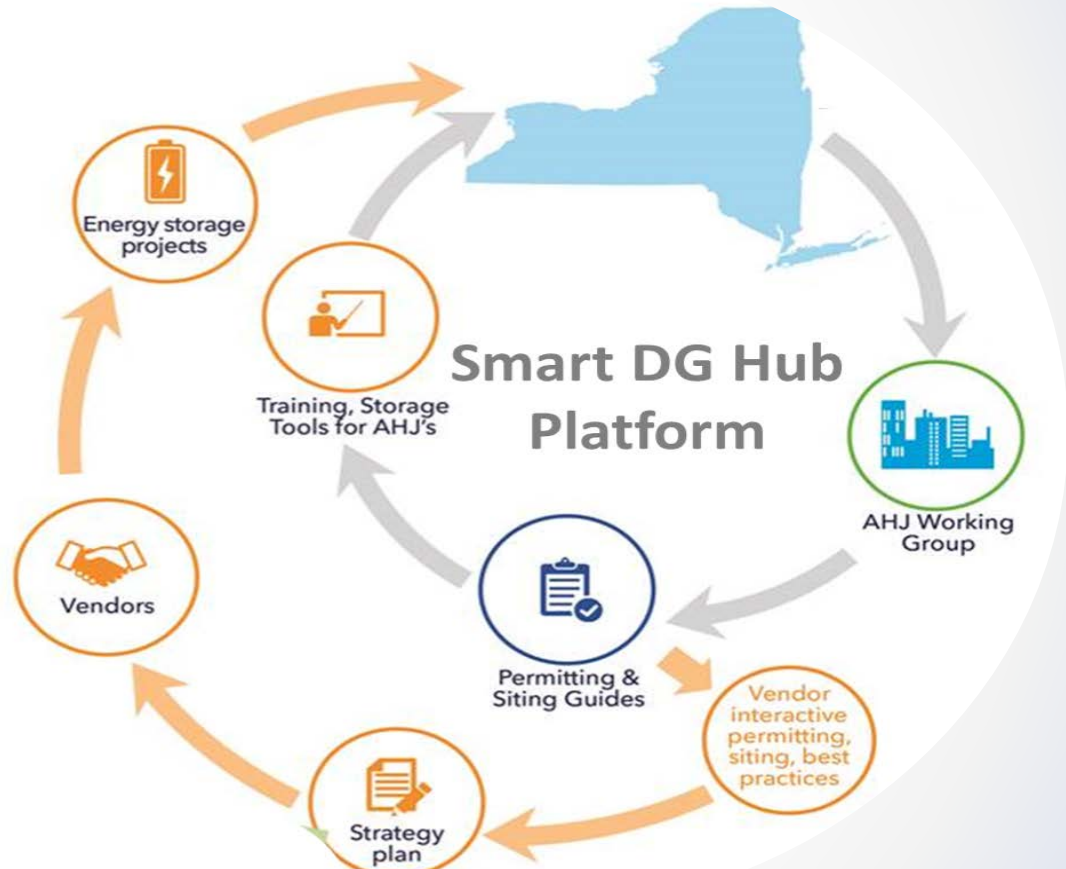 Energy storage
projects
Training, Storage
Tools for AHJ's
Smart DG Hub
Platform
AHJ Working
Group
Vendors
Permitting &
Siting Guides
Vendor
interactive
permitting,
siting, best
practices
Strategy
plan